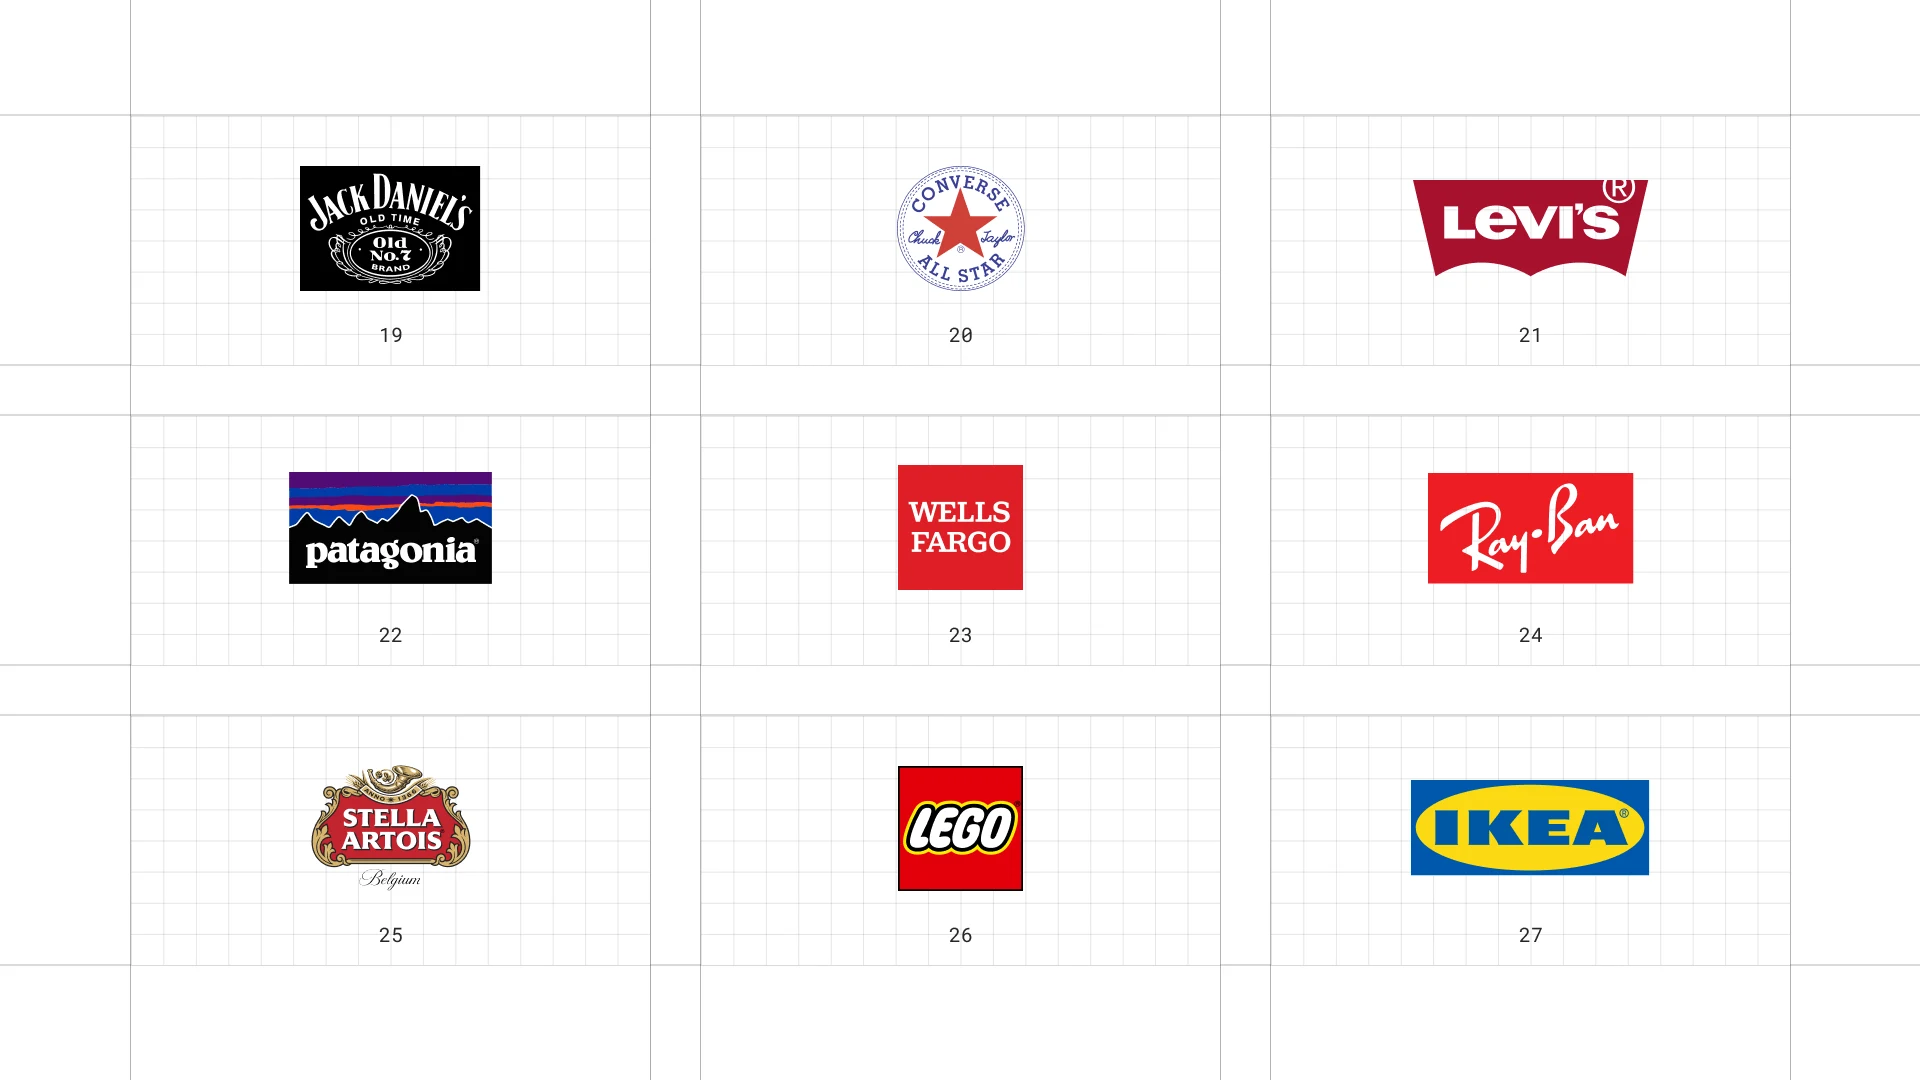 JACK DANIEL'S
OLD TIME
Old
No.7
BRAND
19
CONVERSE
Chuck Taylor
®
ALL STAR
20
LEVI'S®
21
patagonia®
22
WELLS
FARGO
23
Ray-Ban
24
ANNO 1366
STELLA
ARTOIS
Belgium
25
LEGO
26
IKEA®
27